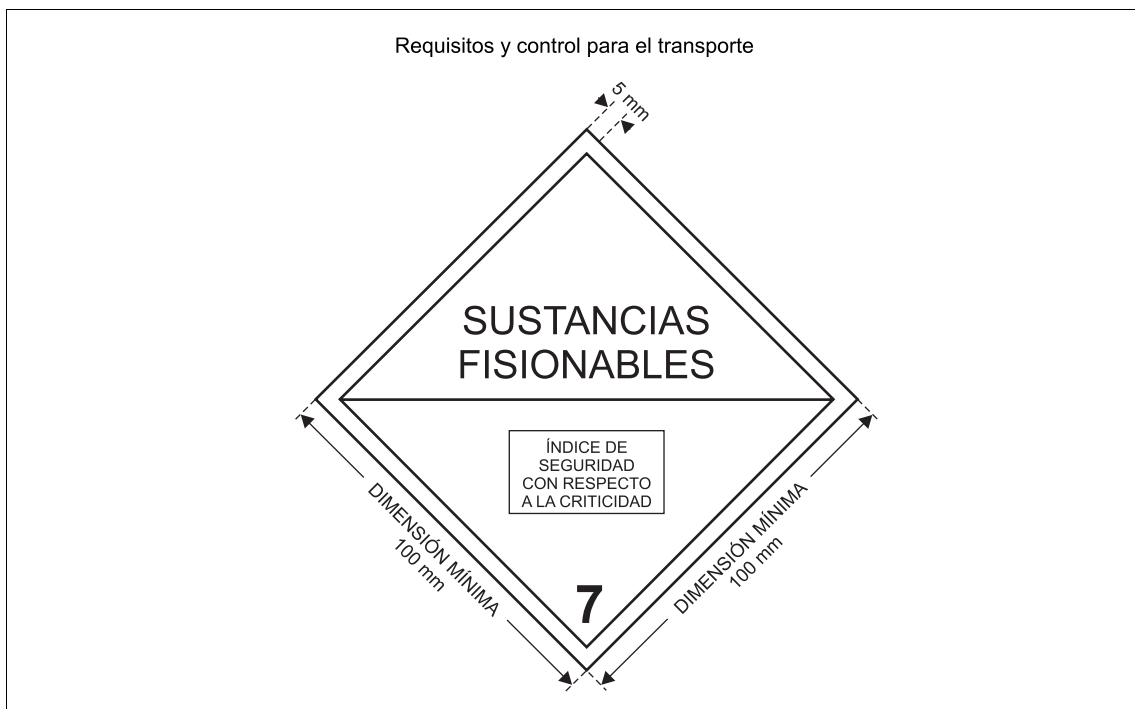 Requisitos y control para el transporte
5 mm
SUSTANCIAS
FISIONABLES
ÍNDICE DE
SEGURIDAD
CON RESPECTO
A LA CRITICIDAD
DIMENSIÓN MÍNIMA
100 mm
DIMENSIÓN MÍNIMA
100 mm
7